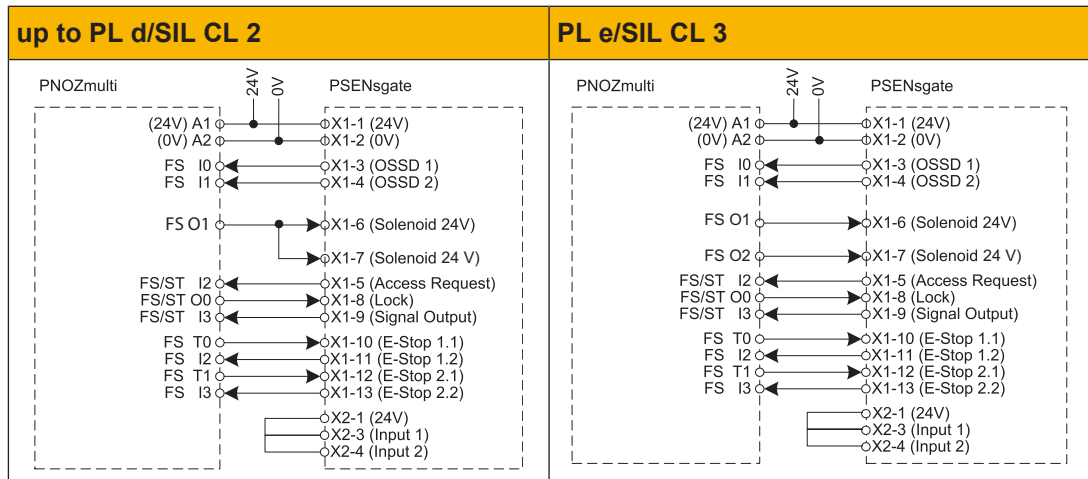 up to PL d/SIL CL 2
PNOZmulti
24V
0V
PSENsgate
(24V) A1 X1-1 (24V)
(0V) A2 X1-2 (0V)
FS I0 X1-3 (OSSD 1)
FS I1 X1-4 (OSSD 2)
FS O1 X1-6 (Solenoid 24V)
X1-7 (Solenoid 24 V)
FS/ST I2 X1-5 (Access Request)
FS/ST O0 X1-8 (Lock)
FS/ST I3 X1-9 (Signal Output)
FS T0 X1-10 (E-Stop 1.1)
FS I2 X1-11 (E-Stop 1.2)
FS T1 X1-12 (E-Stop 2.1)
FS I3 X1-13 (E-Stop 2.2)
X2-1 (24V)
X2-3 (Input 1)
X2-4 (Input 2)
PL e/SIL CL 3
PNOZmulti
24V
0V
PSENsgate
(24V) A1 X1-1 (24V)
(0V) A2 X1-2 (0V)
FS I0 X1-3 (OSSD 1)
FS I1 X1-4 (OSSD 2)
FS O1 X1-6 (Solenoid 24V)
FS O2 X1-7 (Solenoid 24 V)
FS/ST I2 X1-5 (Access Request)
FS/ST O0 X1-8 (Lock)
FS/ST I3 X1-9 (Signal Output)
FS T0 X1-10 (E-Stop 1.1)
FS I2 X1-11 (E-Stop 1.2)
FS T1 X1-12 (E-Stop 2.1)
FS I3 X1-13 (E-Stop 2.2)
X2-1 (24V)
X2-3 (Input 1)
X2-4 (Input 2)